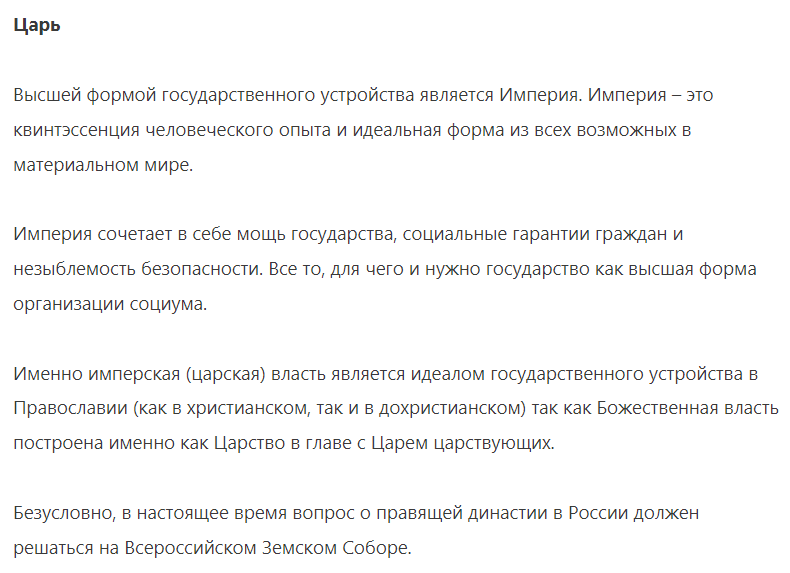 Царь
Высшей формой государственного устройства является Империя. Империя – это
квинтэссенция человеческого опыта и идеальная форма из всех возможных в
материальном мире.
Империя сочетает в себе мощь государства, социальные гарантии граждан и
незыблемость безопасности. Все то, для чего и нужно государство как высшая форма
организации социума.
Именно имперская (царская) власть является идеалом государственного устройства в
Православии (как в христианском, так и в дохристианском) так как Божественная власть
построена именно как Царство в главе с Царем царствующих.
Безусловно, в настоящее время вопрос о правящей династии в России должен
решаться на Всероссийском Земском Соборе.